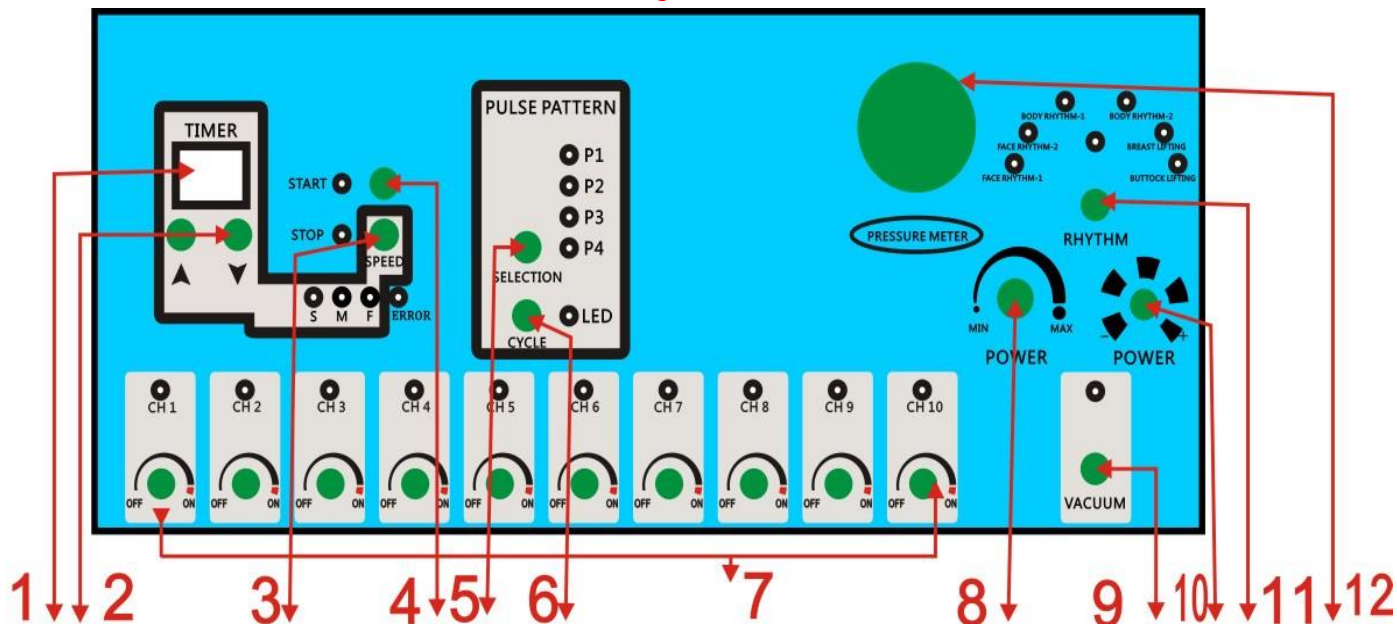 TIMER
START
STOP
SPEED
S M F ERROR
PULSE PATTERN
P1
P2
P3
P4
SELECTION
LED
CYCLE
PRESSURE METER
BODY RHYTHM-1 BODY RHYTHM-2
FACE RHYTHM-2 BREAST LIFTING
FACE RHYTHM-1 BUTTOCK LIFTING
RHYTHM
MIN MAX
POWER
- +
POWER
CH 1 CH 2 CH 3 CH 4 CH 5 CH 6 CH 7 CH 8 CH 9 CH 10
OFF ON OFF ON OFF ON OFF ON OFF ON OFF ON OFF ON OFF ON OFF ON OFF ON
VACUUM
1 2 3 4 5 6 7 8 9 10 11 12